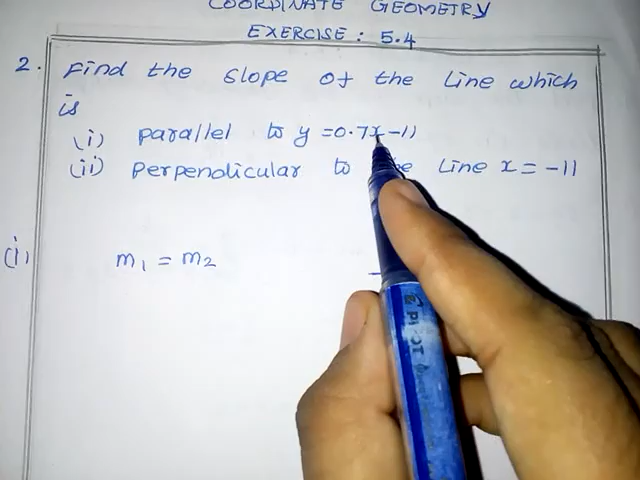 COORDINATE GEOMETRY
EXERCISE : 5.4
2. Find the slope of the line which
is
(i) parallel to y = 0.7x - 11
(ii) perpendicular to line x = -11
(i) m₁ = m₂
PILOT